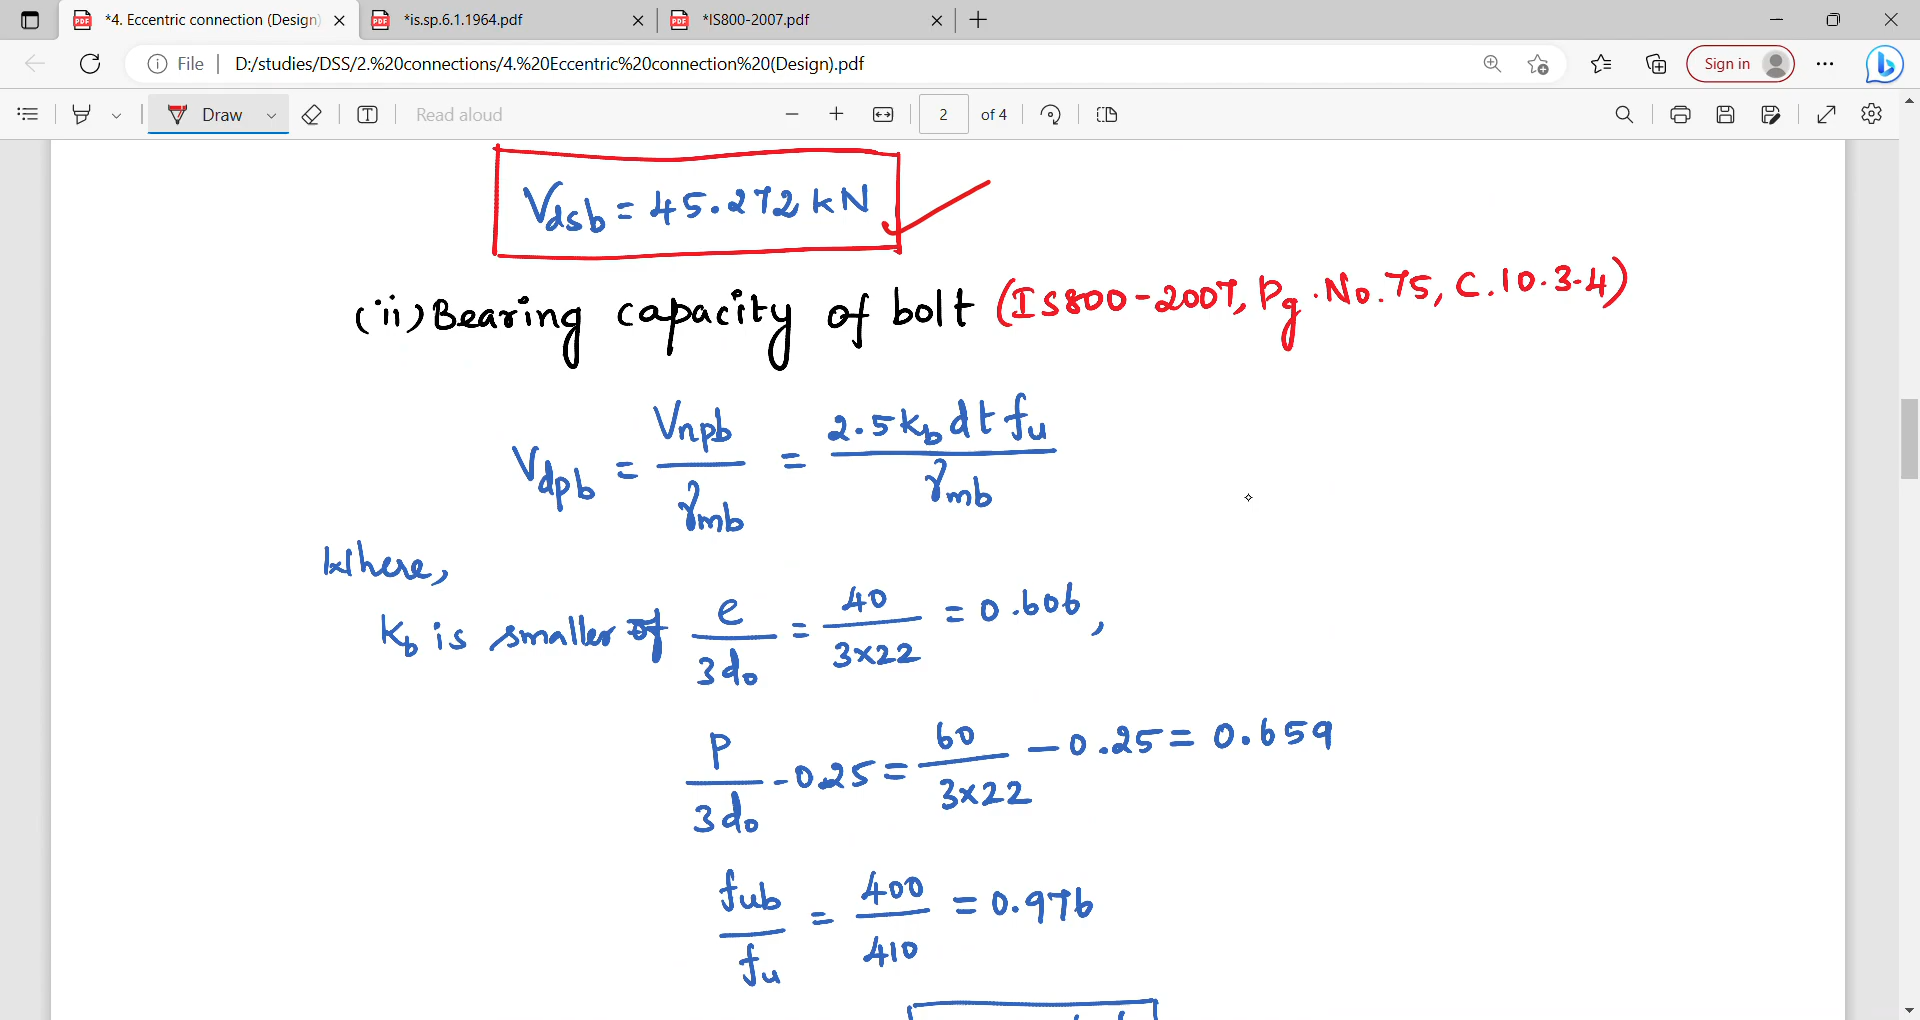 *4. Eccentric connection (Design)
*is.sp.6.1.1964.pdf
*IS800-2007.pdf
File
D:/studies/DSS/2.%20connections/4.%20Eccentric%20connection%20(Design).pdf
Sign in
Draw
Read aloud
2 of 4
Vdsb = 45.272 kN
(ii) Bearing capacity of bolt (IS800-2007, Pg.No.75, C.10.3.4)
Vdpb = Vnpb / γmb = 2.5 kb dt fu / γmb
Where,
Kb is smaller of e / 3do = 40 / 3x22 = 0.606,
P / 3do - 0.25 = 60 / 3x22 - 0.25 = 0.659
fub / fu = 400 / 410 = 0.976